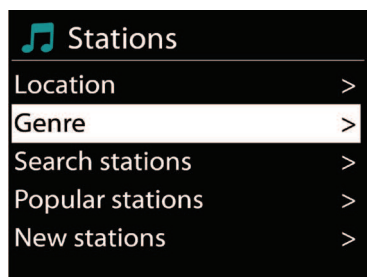 Stations
Location >
Genre >
Search stations >
Popular stations >
New stations >